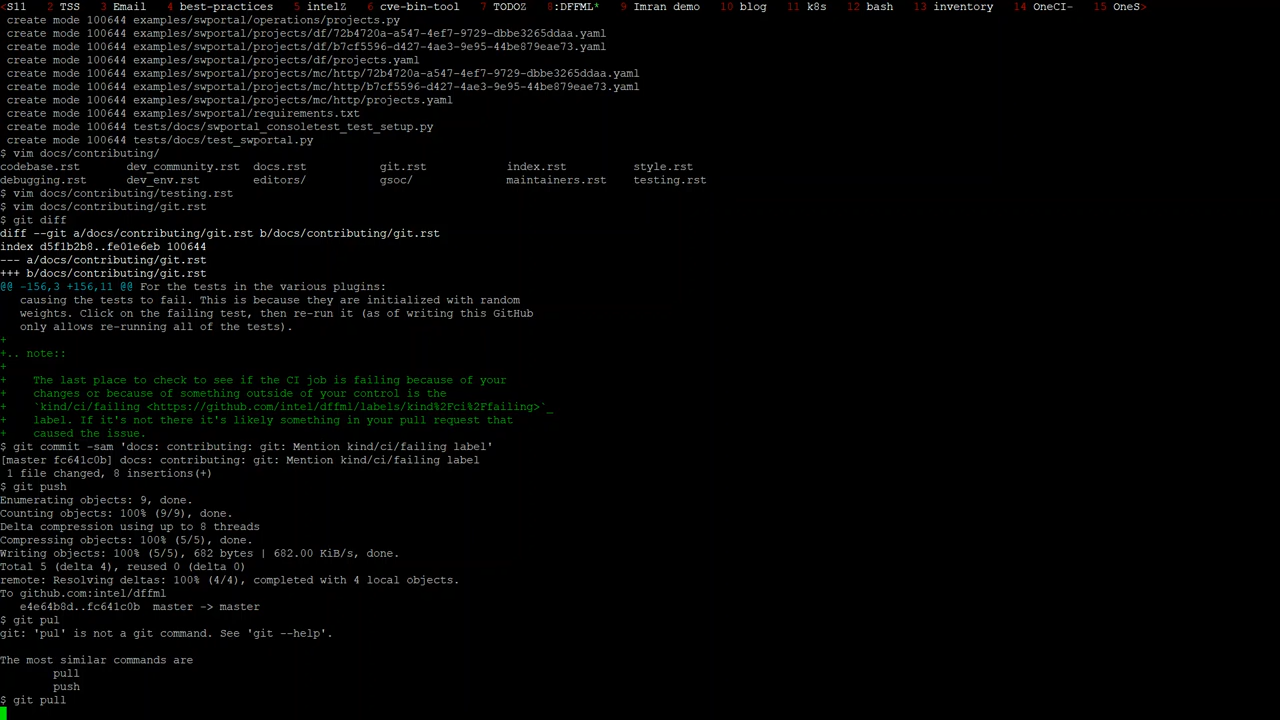 <S11  2 TSS  3 Email  4 best-practices  5 intelZ  6 cve-bin-tool  7 TODOZ  8:DFFML*  9 Imran demo  10 blog  11 k8s  12 bash  13 inventory  14 OneCI-  15 OneS>
create mode 100644 examples/swportal/operations/projects.py
create mode 100644 examples/swportal/projects/df/72b4720a-a547-4ef7-9729-dbbe3265ddaa.yaml
create mode 100644 examples/swportal/projects/df/b7cf5596-d427-4ae3-9e95-44be879eae73.yaml
create mode 100644 examples/swportal/projects/df/projects.yaml
create mode 100644 examples/swportal/projects/mc/http/72b4720a-a547-4ef7-9729-dbbe3265ddaa.yaml
create mode 100644 examples/swportal/projects/mc/http/b7cf5596-d427-4ae3-9e95-44be879eae73.yaml
create mode 100644 examples/swportal/projects/mc/http/projects.yaml
create mode 100644 examples/swportal/requirements.txt
create mode 100644 tests/docs/swportal_consoletest_test_setup.py
create mode 100644 tests/docs/test_swportal.py
$ vim docs/contributing/
codebase.rst       dev_community.rst  docs.rst           git.rst            index.rst          style.rst
debugging.rst      dev_env.rst        editors/           gsoc/              maintainers.rst    testing.rst
$ vim docs/contributing/testing.rst
$ vim docs/contributing/git.rst
$ git diff
diff --git a/docs/contributing/git.rst b/docs/contributing/git.rst
index d5f1b2b8..fe01e6eb 100644
--- a/docs/contributing/git.rst
+++ b/docs/contributing/git.rst
@@ -156,3 +156,11 @@ For the tests in the various plugins:
   causing the tests to fail. This is because they are initialized with random
   weights. Click on the failing test, then re-run it (as of writing this GitHub
   only allows re-running all of the tests).
+
+.. note::
+
+    The last place to check to see if the CI job is failing because of your
+    changes or because of something outside of your control is the
+    `kind/ci/failing <https://github.com/intel/dffml/labels/kind%2Fci%2Ffailing>`_
+    label. If it's not there it's likely something in your pull request that
+    caused the issue.
$ git commit -sam 'docs: contributing: git: Mention kind/ci/failing label'
[master fc641c0b] docs: contributing: git: Mention kind/ci/failing label
 1 file changed, 8 insertions(+)
$ git push
Enumerating objects: 9, done.
Counting objects: 100% (9/9), done.
Delta compression using up to 8 threads
Compressing objects: 100% (5/5), done.
Writing objects: 100% (5/5), 682 bytes | 682.00 KiB/s, done.
Total 5 (delta 4), reused 0 (delta 0)
remote: Resolving deltas: 100% (4/4), completed with 4 local objects.
To github.com:intel/dffml
   e4e64b8d..fc641c0b  master -> master
$ git pul
git: 'pul' is not a git command. See 'git --help'.
The most similar commands are
        pull
        push
$ git pull